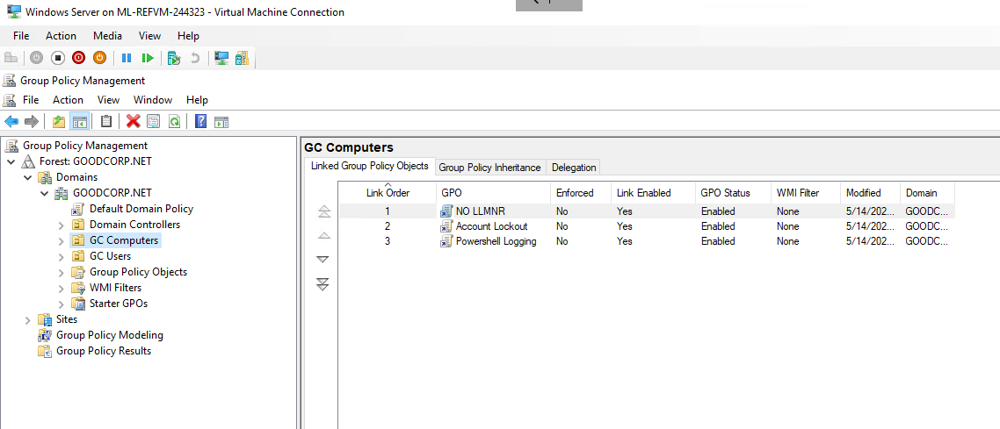 Windows Server on ML-REFVM-244323 - Virtual Machine Connection
File Action Media View Help
Group Policy Management
File Action View Window Help
Group Policy Management
Forest: GOODCORP.NET
Domains
GOODCORP.NET
Default Domain Policy
Domain Controllers
GC Computers
GC Users
Group Policy Objects
WMI Filters
Starter GPOs
Sites
Group Policy Modeling
Group Policy Results
GC Computers
Linked Group Policy Objects Group Policy Inheritance Delegation
Link Order GPO Enforced Link Enabled GPO Status WMI Filter Modified Domain
1 NO LLMNR No Yes Enabled None 5/14/202... GOODC...
2 Account Lockout No Yes Enabled None 5/14/202... GOODC...
3 Powershell Logging No Yes Enabled None 5/14/202... GOODC...